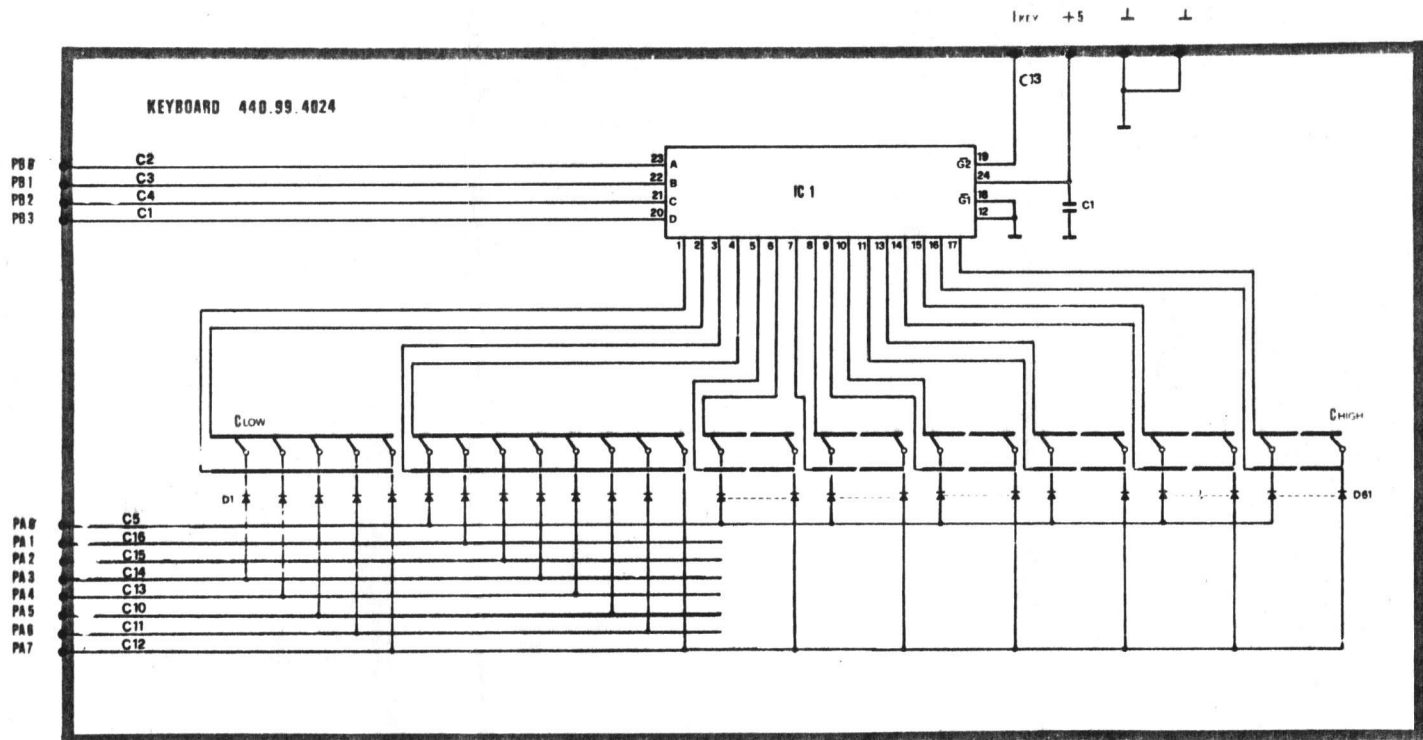 +5 ⊥ ⊥
C13
KEYBOARD 440.99.4024
PB0 C2 23 A G2 19
PB1 C3 22 B IC 1 24
PB2 C4 21 C G1 18 C1
PB3 C1 20 D 12
1 2 3 4 5 6 7 8 9 10 11 13 14 15 16 17
CLOW CHIGH
D1 D61
PA0 C5
PA1 C16
PA2 C15
PA3 C14
PA4 C13
PA5 C10
PA6 C11
PA7 C12